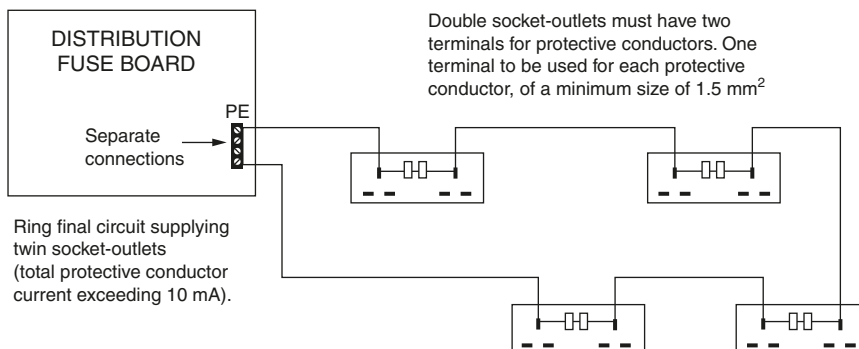 DISTRIBUTION
FUSE BOARD
PE
Separate
connections
Double socket-outlets must have two
terminals for protective conductors. One
terminal to be used for each protective
conductor, of a minimum size of 1.5 mm²
Ring final circuit supplying
twin socket-outlets
(total protective conductor
current exceeding 10 mA).